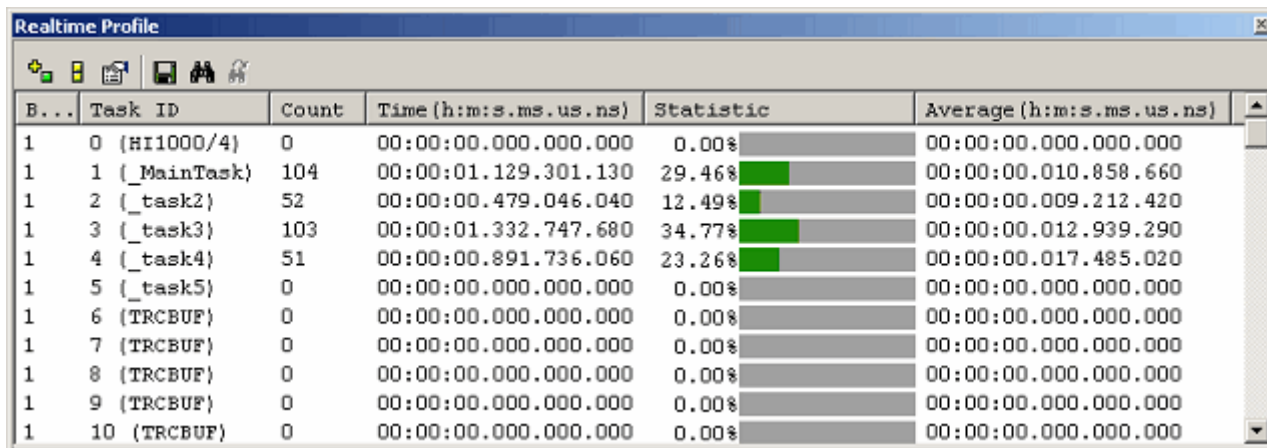 Realtime Profile
B... Task ID Count Time(h:m:s.ms.us.ns) Statistic Average(h:m:s.ms.us.ns)
1 0 (HI1000/4) 0 00:00:00.000.000.000 0.00% 00:00:00.000.000.000
1 1 (_MainTask) 104 00:00:01.129.301.130 29.46% 00:00:00.010.858.660
1 2 (_task2) 52 00:00:00.479.046.040 12.49% 00:00:00.009.212.420
1 3 (_task3) 103 00:00:01.332.747.680 34.77% 00:00:00.012.939.290
1 4 (_task4) 51 00:00:00.891.736.060 23.26% 00:00:00.017.485.020
1 5 (_task5) 0 00:00:00.000.000.000 0.00% 00:00:00.000.000.000
1 6 (TRCBUF) 0 00:00:00.000.000.000 0.00% 00:00:00.000.000.000
1 7 (TRCBUF) 0 00:00:00.000.000.000 0.00% 00:00:00.000.000.000
1 8 (TRCBUF) 0 00:00:00.000.000.000 0.00% 00:00:00.000.000.000
1 9 (TRCBUF) 0 00:00:00.000.000.000 0.00% 00:00:00.000.000.000
1 10 (TRCBUF) 0 00:00:00.000.000.000 0.00% 00:00:00.000.000.000